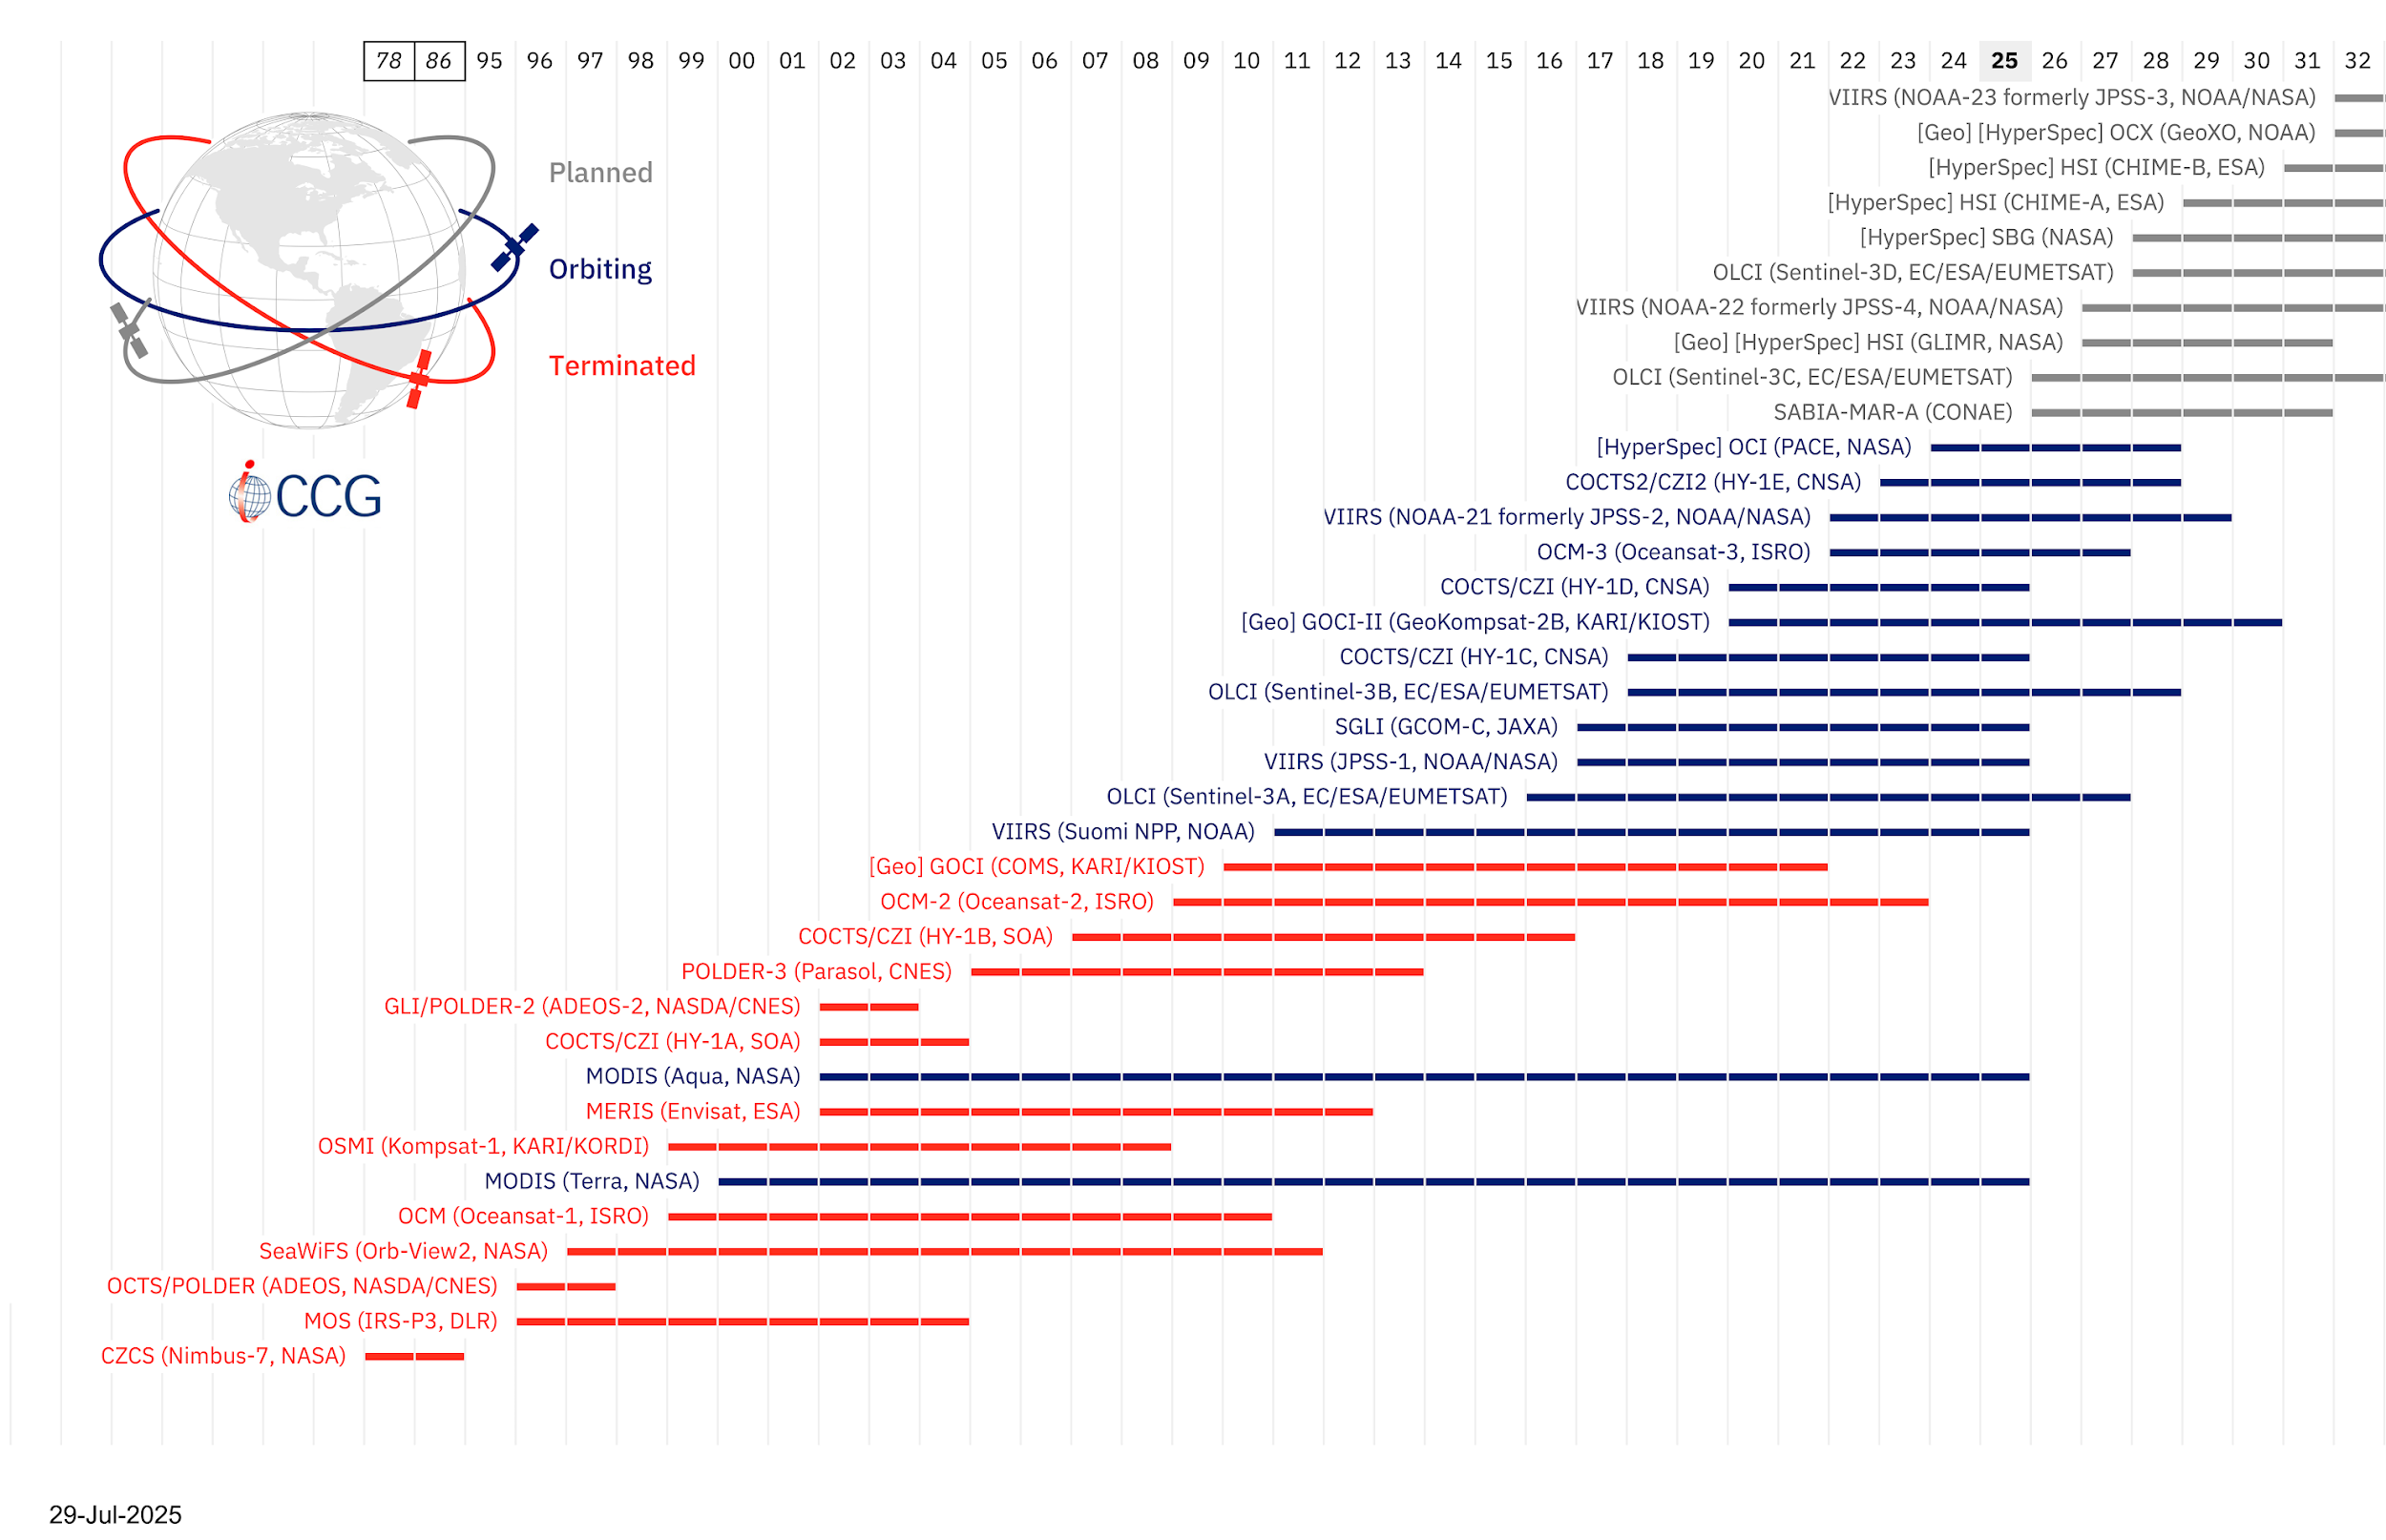 78 86 95 96 97 98 99 00 01 02 03 04 05 06 07 08 09 10 11 12 13 14 15 16 17 18 19 20 21 22 23 24 25 26 27 28 29 30 31 32
VIIRS (NOAA-23 formerly JPSS-3, NOAA/NASA)
[Geo] [HyperSpec] OCX (GeoXO, NOAA)
[HyperSpec] HSI (CHIME-B, ESA)
Planned
[HyperSpec] HSI (CHIME-A, ESA)
[HyperSpec] SBG (NASA)
Orbiting
OLCI (Sentinel-3D, EC/ESA/EUMETSAT)
VIIRS (NOAA-22 formerly JPSS-4, NOAA/NASA)
[Geo] [HyperSpec] HSI (GLIMR, NASA)
Terminated
OLCI (Sentinel-3C, EC/ESA/EUMETSAT)
SABIA-MAR-A (CONAE)
[HyperSpec] OCI (PACE, NASA)
COCTS2/CZI2 (HY-1E, CNSA)
iCCG
VIIRS (NOAA-21 formerly JPSS-2, NOAA/NASA)
OCM-3 (Oceansat-3, ISRO)
COCTS/CZI (HY-1D, CNSA)
[Geo] GOCI-II (GeoKompsat-2B, KARI/KIOST)
COCTS/CZI (HY-1C, CNSA)
OLCI (Sentinel-3B, EC/ESA/EUMETSAT)
SGLI (GCOM-C, JAXA)
VIIRS (JPSS-1, NOAA/NASA)
OLCI (Sentinel-3A, EC/ESA/EUMETSAT)
VIIRS (Suomi NPP, NOAA)
[Geo] GOCI (COMS, KARI/KIOST)
OCM-2 (Oceansat-2, ISRO)
COCTS/CZI (HY-1B, SOA)
POLDER-3 (Parasol, CNES)
GLI/POLDER-2 (ADEOS-2, NASDA/CNES)
COCTS/CZI (HY-1A, SOA)
MODIS (Aqua, NASA)
MERIS (Envisat, ESA)
OSMI (Kompsat-1, KARI/KORDI)
MODIS (Terra, NASA)
OCM (Oceansat-1, ISRO)
SeaWiFS (Orb-View2, NASA)
OCTS/POLDER (ADEOS, NASDA/CNES)
MOS (IRS-P3, DLR)
CZCS (Nimbus-7, NASA)
29-Jul-2025